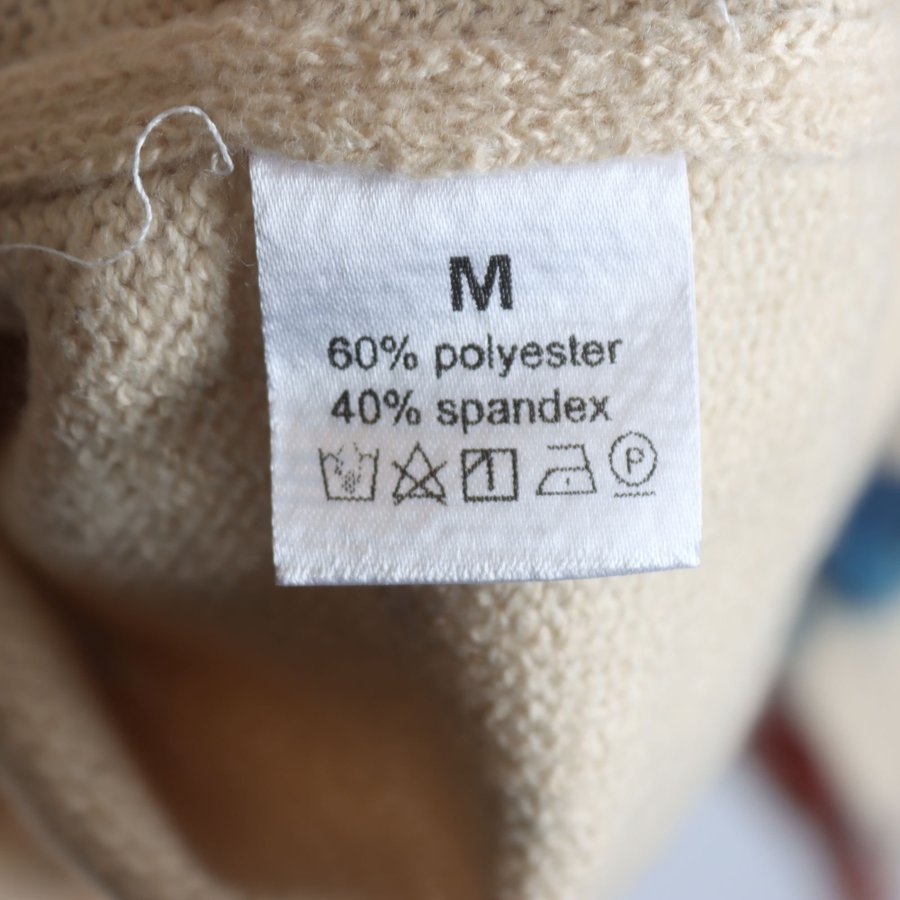 M
60% polyester
40% spandex
P